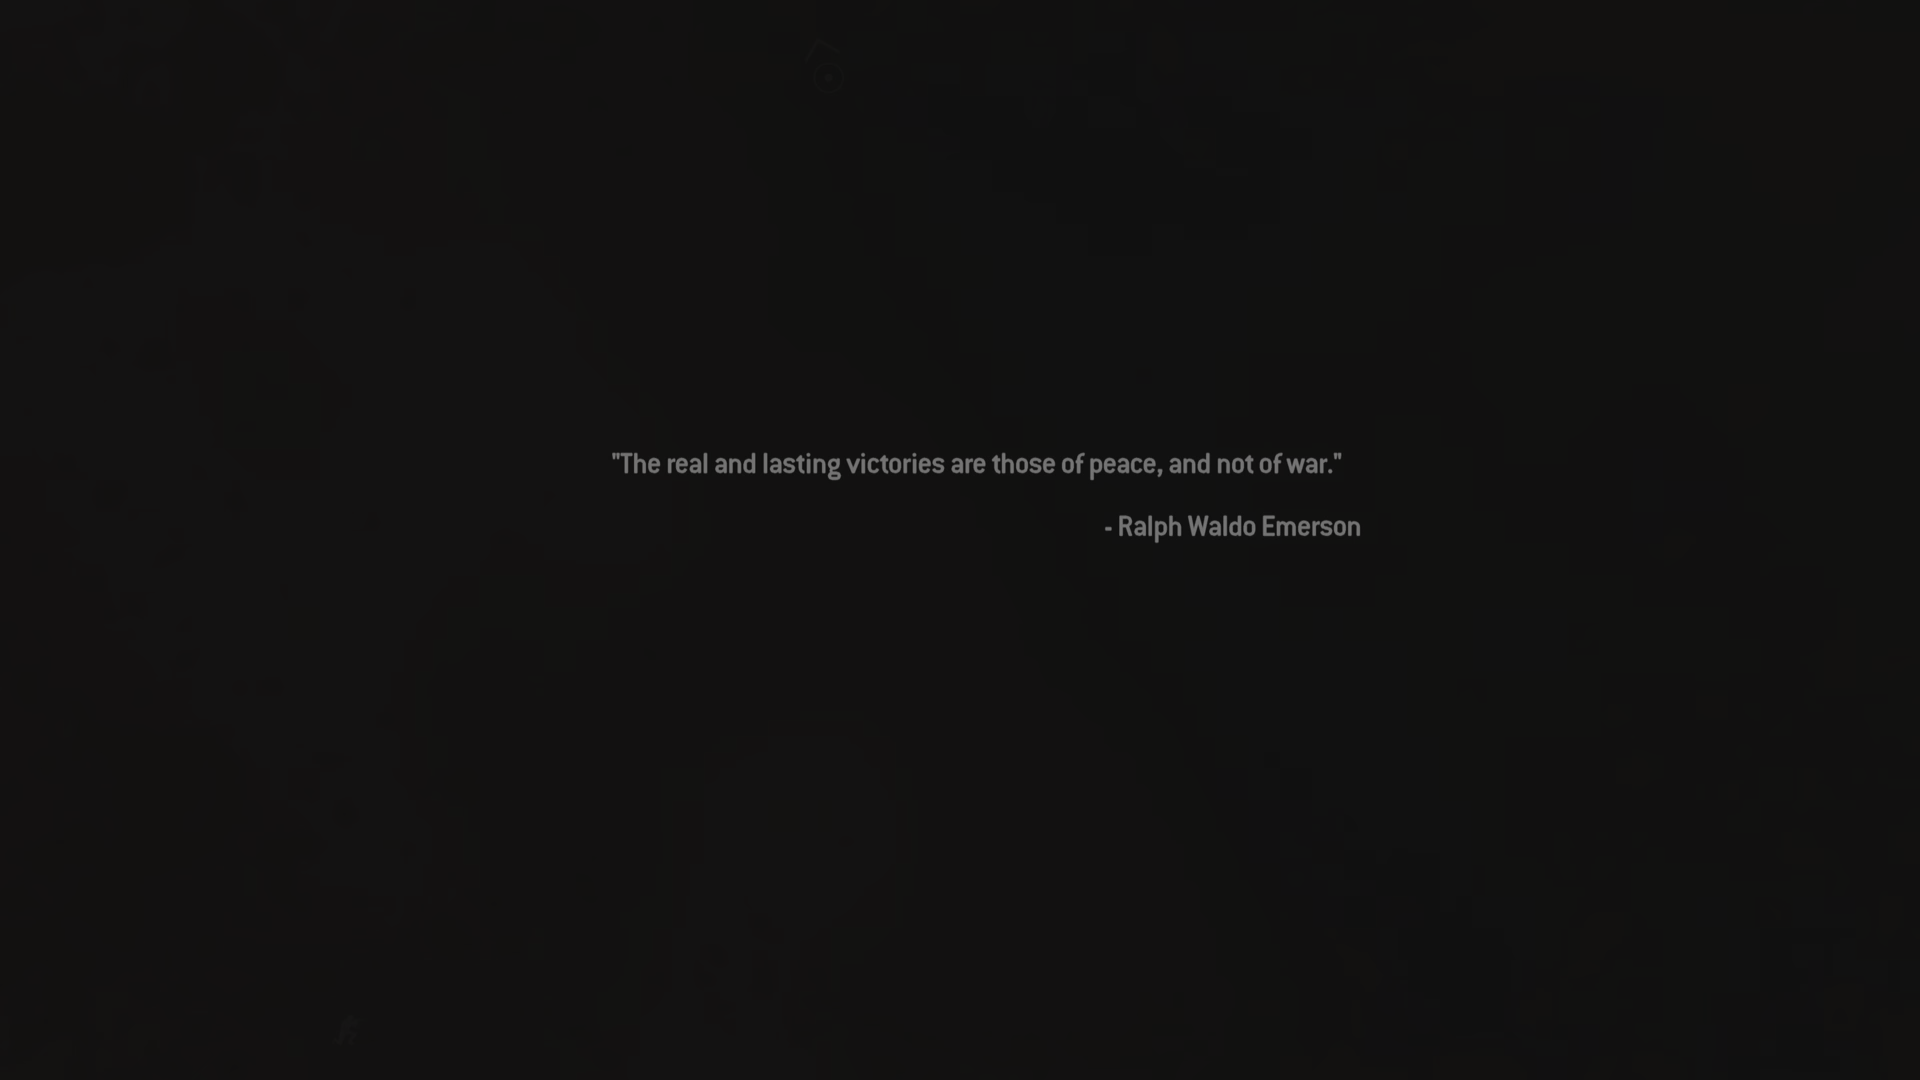 "The real and lasting victories are those of peace, and not of war."
- Ralph Waldo Emerson